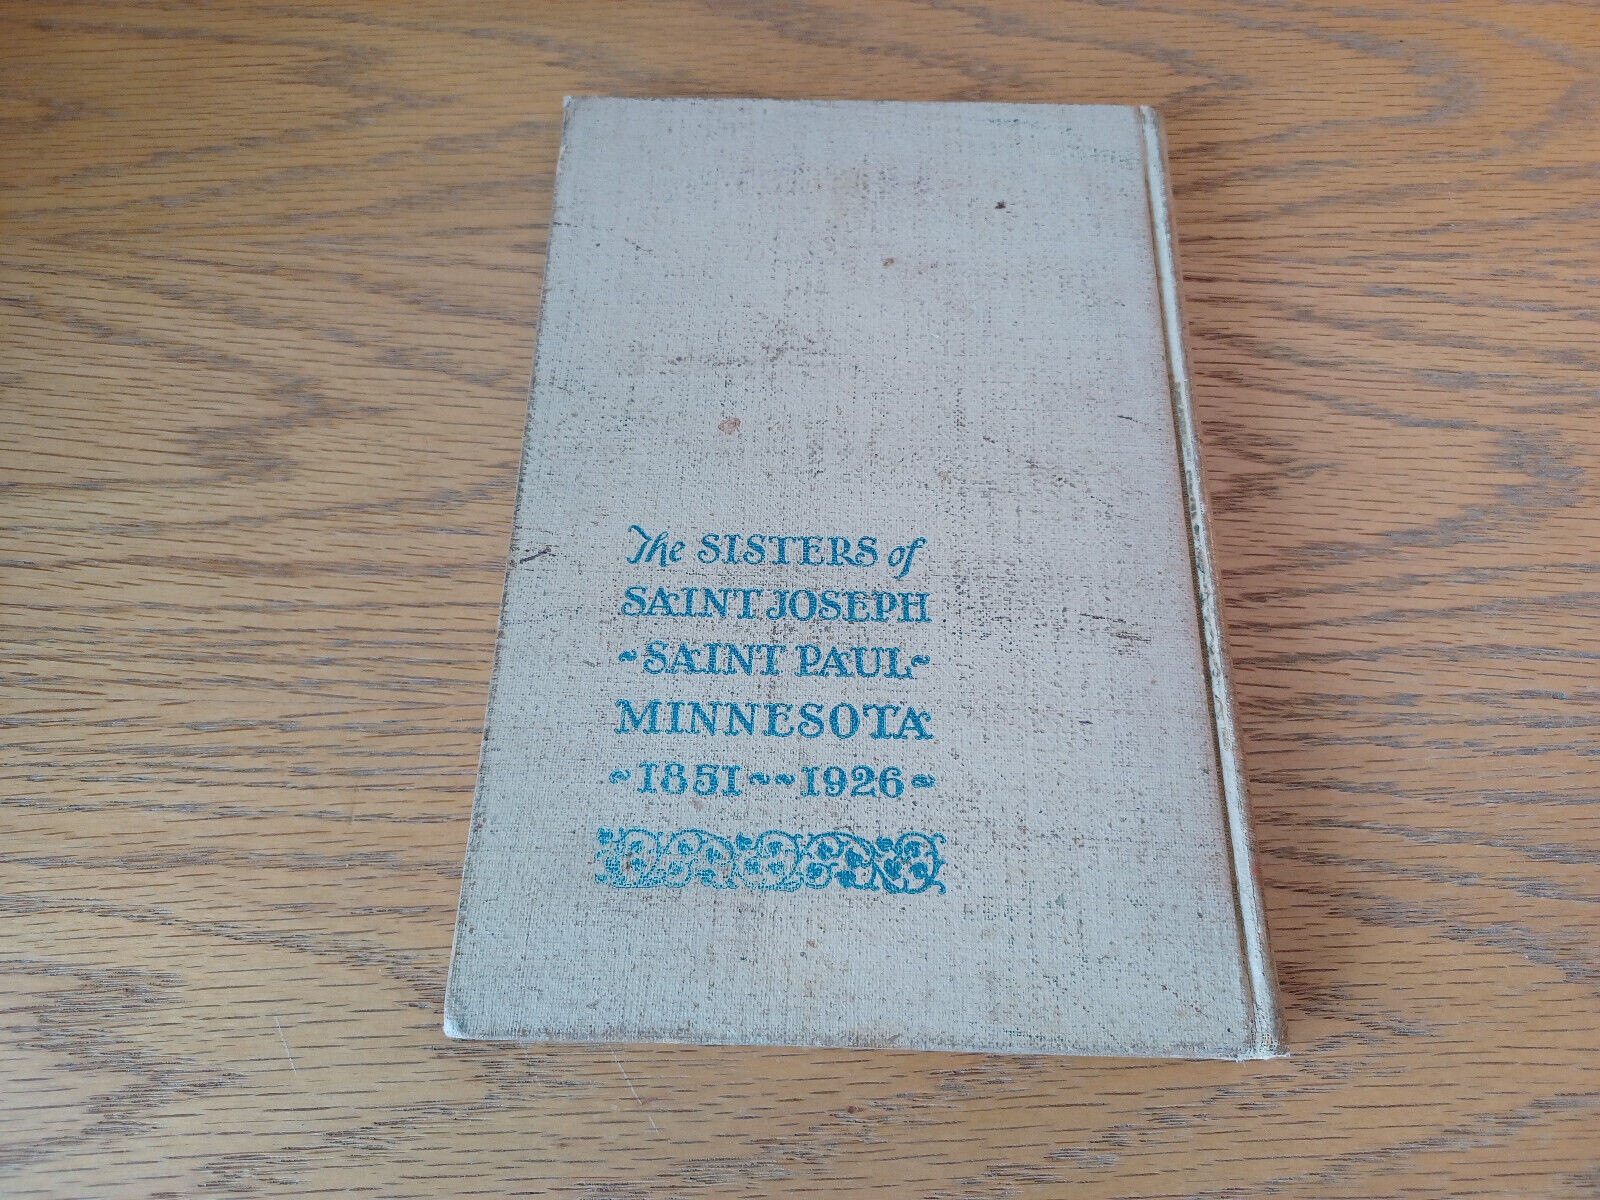 The SISTERS of
SAINT JOSEPH
~SAINT PAUL~
MINNESOTA
~1851~~1926~